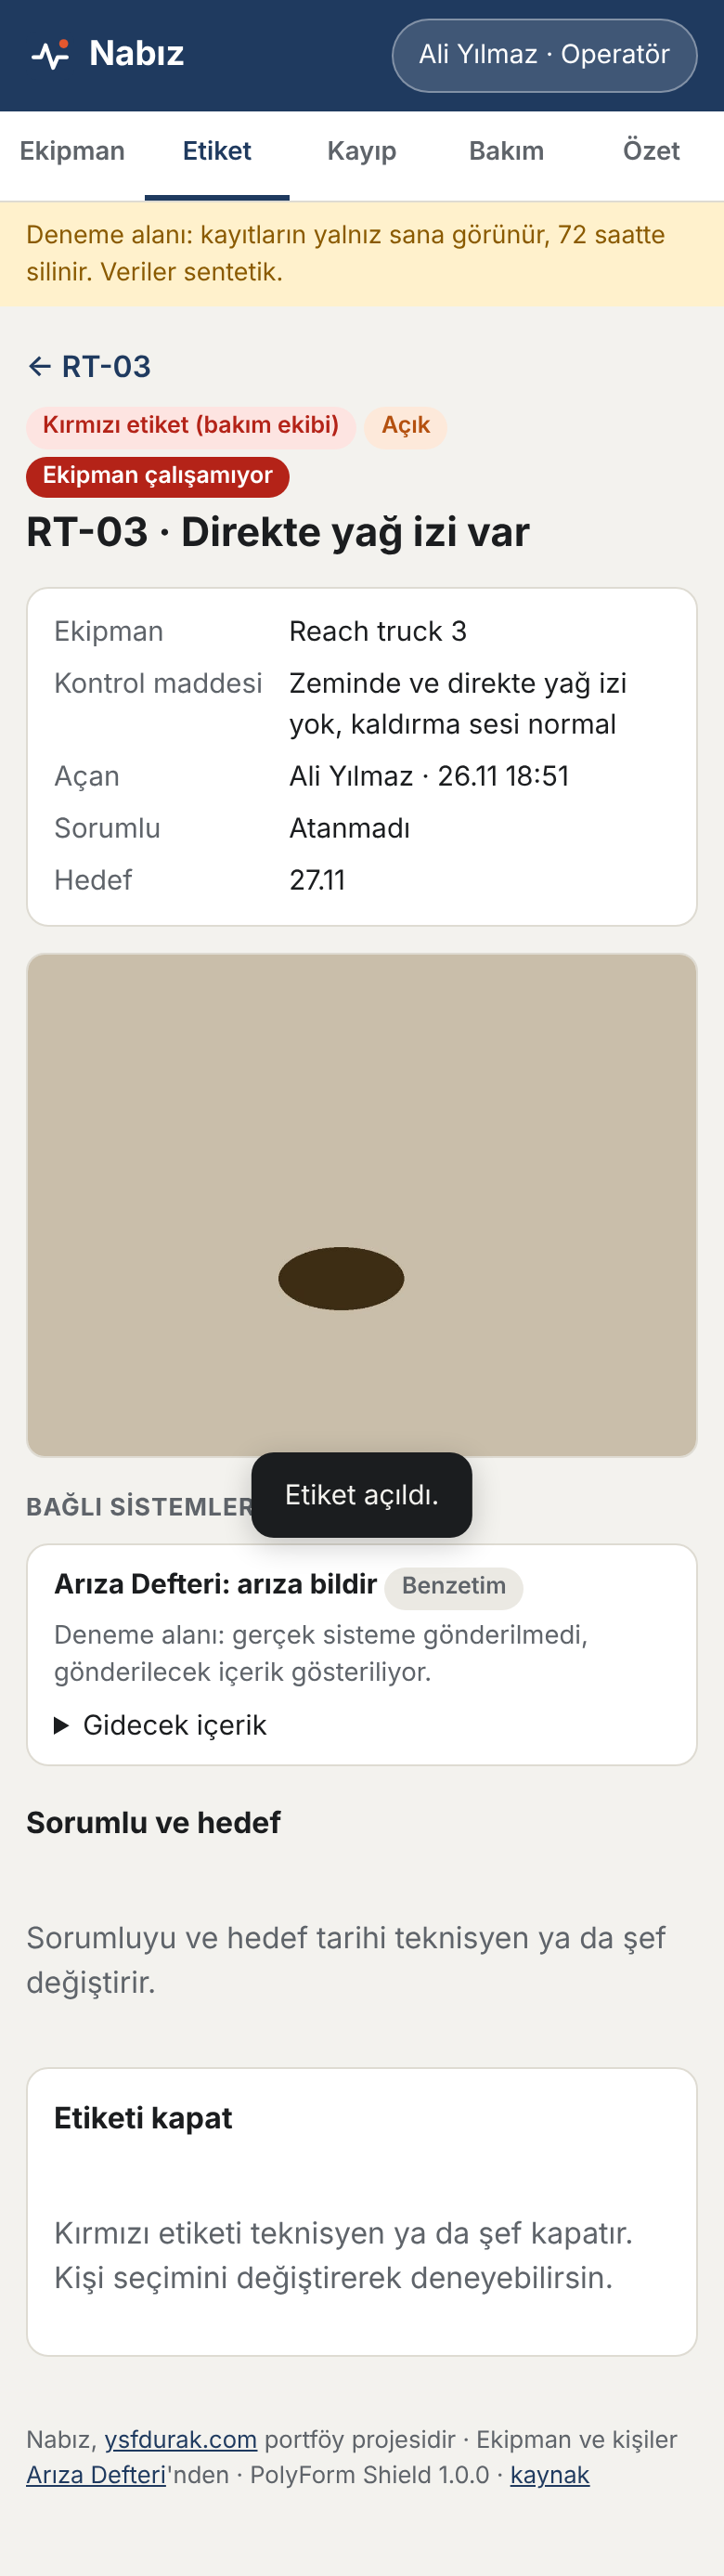 Nabız
Ali Yılmaz · Operatör
Ekipman
Etiket
Kayıp
Bakım
Özet
Deneme alanı: kayıtların yalnız sana görünür, 72 saatte
silinir. Veriler sentetik.
← RT-03
Kırmızı etiket (bakım ekibi)
Açık
Ekipman çalışamıyor
RT-03 · Direkte yağ izi var
Ekipman
Reach truck 3
Kontrol maddesi
Zeminde ve direkte yağ izi
yok, kaldırma sesi normal
Açan
Ali Yılmaz · 26.11 18:51
Sorumlu
Atanmadı
Hedef
27.11
BAĞLI SİSTEMLER
Etiket açıldı.
Arıza Defteri: arıza bildir
Benzetim
Deneme alanı: gerçek sisteme gönderilmedi,
gönderilecek içerik gösteriliyor.
▶ Gidecek içerik
Sorumlu ve hedef
Sorumluyu ve hedef tarihi teknisyen ya da şef
değiştirir.
Etiketi kapat
Kırmızı etiketi teknisyen ya da şef kapatır.
Kişi seçimini değiştirerek deneyebilirsin.
Nabız, ysfdurak.com portföy projesidir · Ekipman ve kişiler
Arıza Defteri'nden · PolyForm Shield 1.0.0 · kaynak